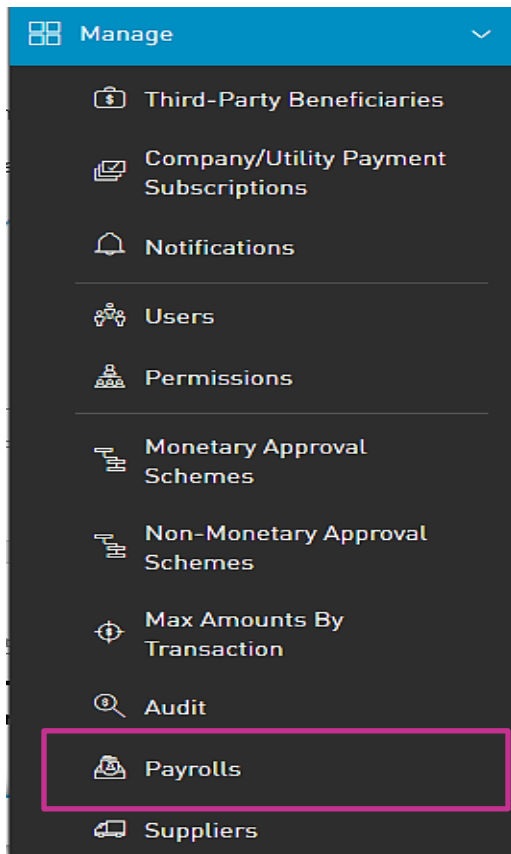 Manage
Third-Party Beneficiaries
Company/Utility Payment
Subscriptions
Notifications
Users
Permissions
Monetary Approval
Schemes
Non-Monetary Approval
Schemes
Max Amounts By
Transaction
Audit
Payrolls
Suppliers